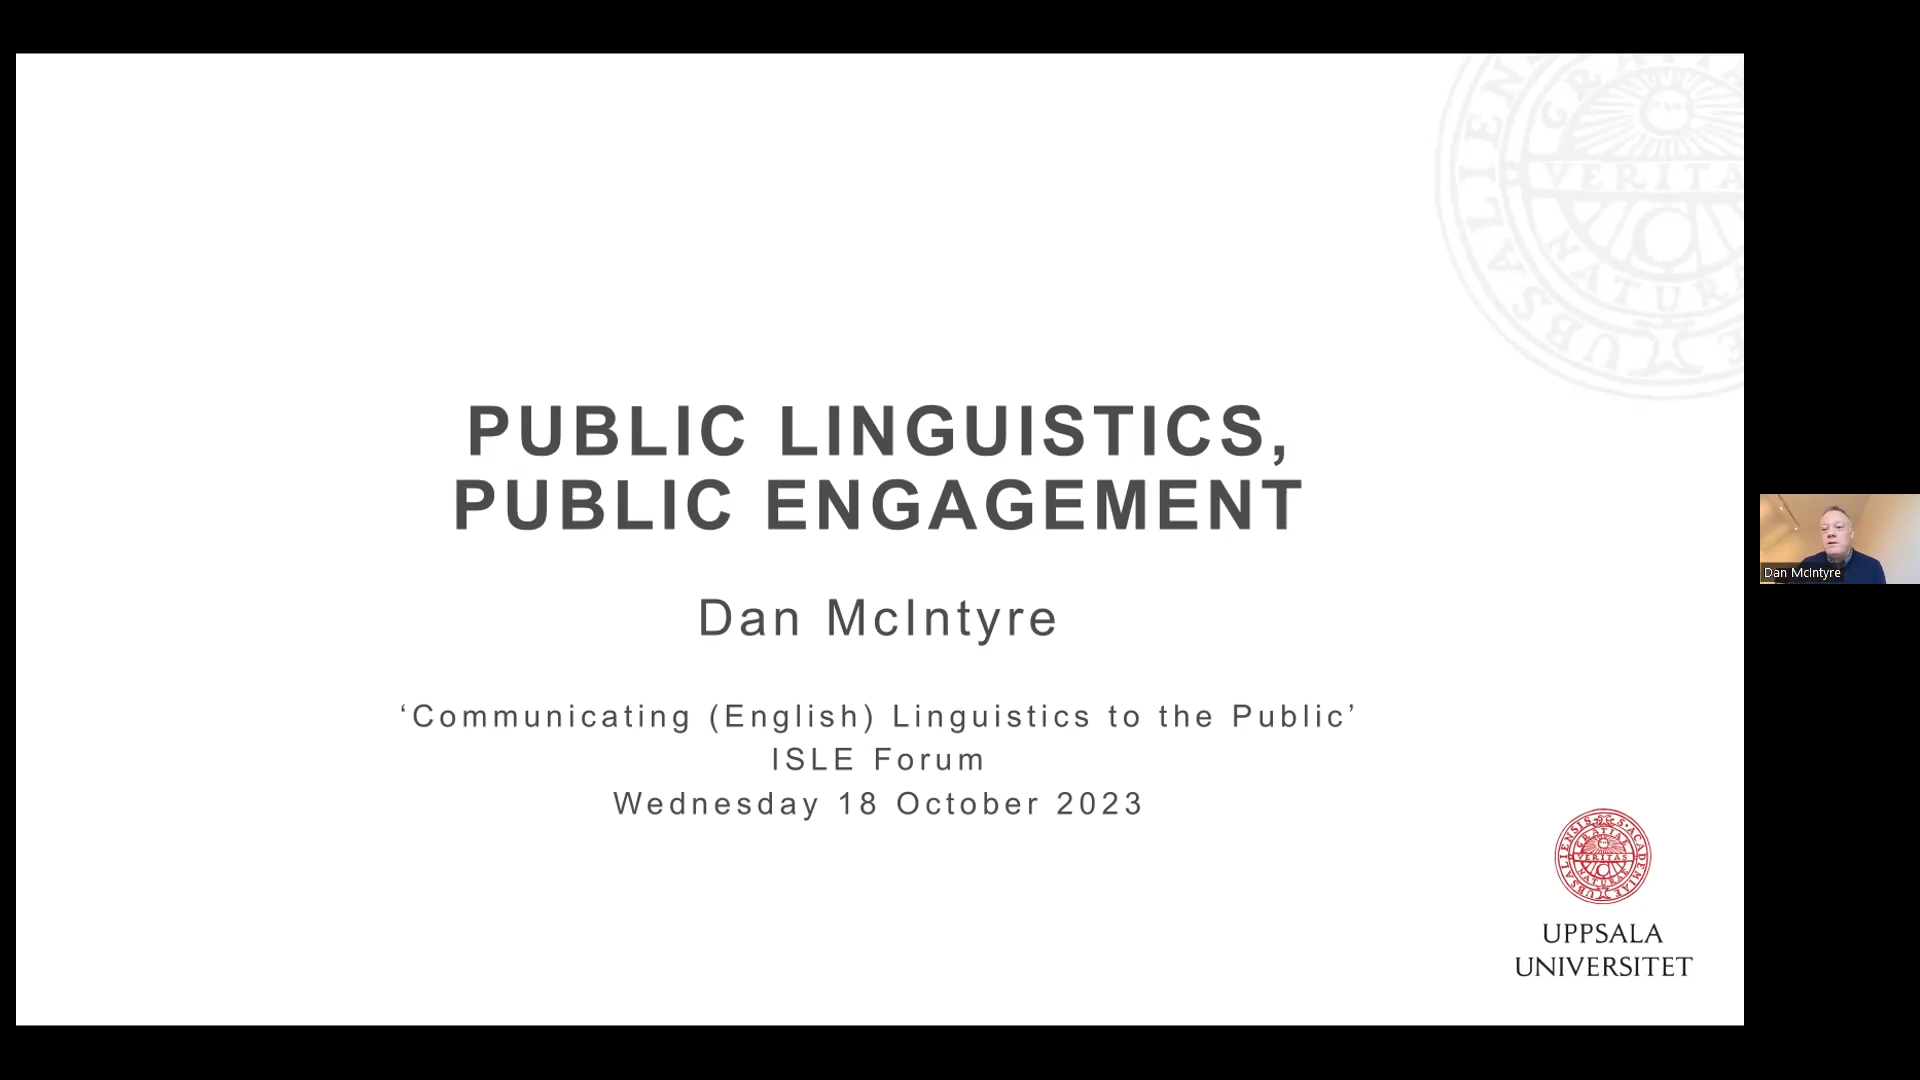 PUBLIC LINGUISTICS,
PUBLIC ENGAGEMENT
Dan McIntyre
‘Communicating (English) Linguistics to the Public’
ISLE Forum
Wednesday 18 October 2023
UPPSALA
UNIVERSITET
Dan McIntyre
VERITAS